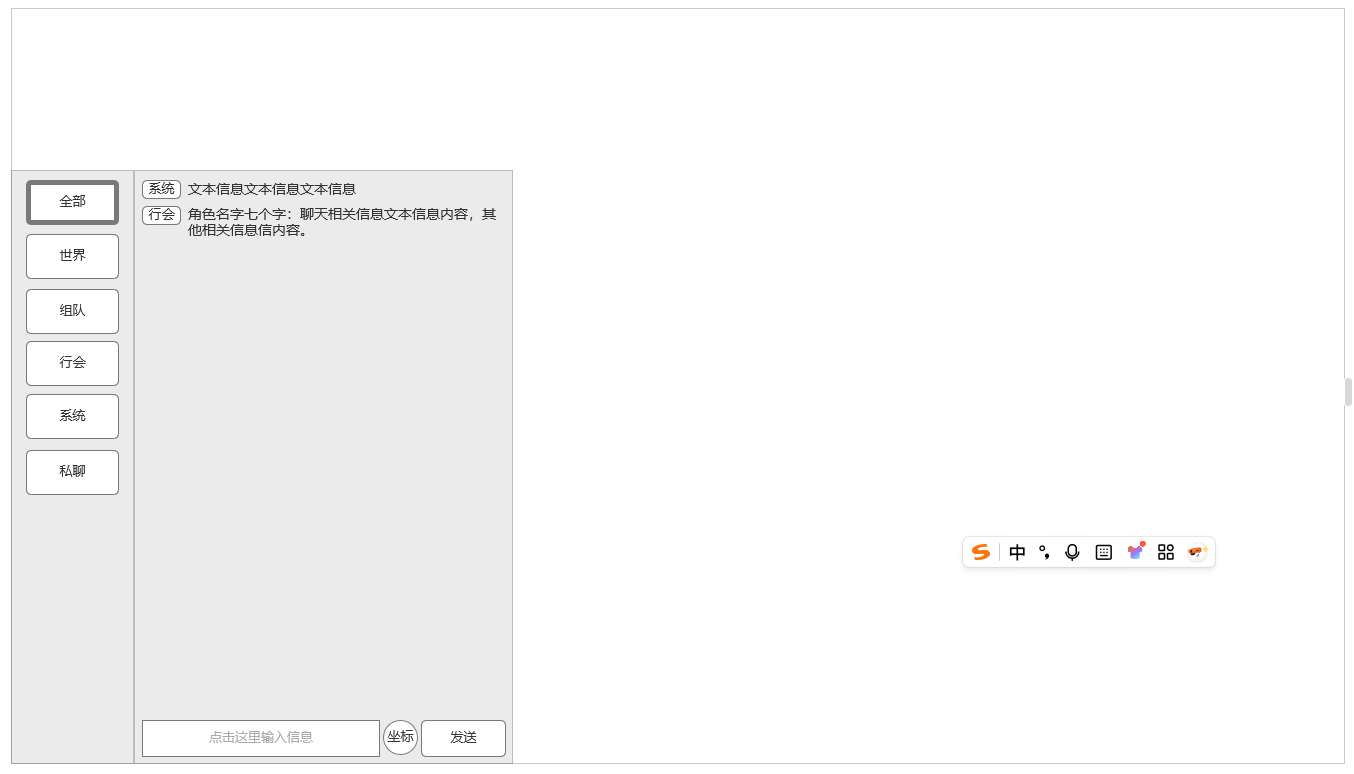 全部
世界
组队
行会
系统
私聊
系统 文本信息文本信息文本信息
行会 角色名字七个字：聊天相关信息文本信息内容，其
他相关信息信内容。
点击这里输入信息 坐标 发送
中